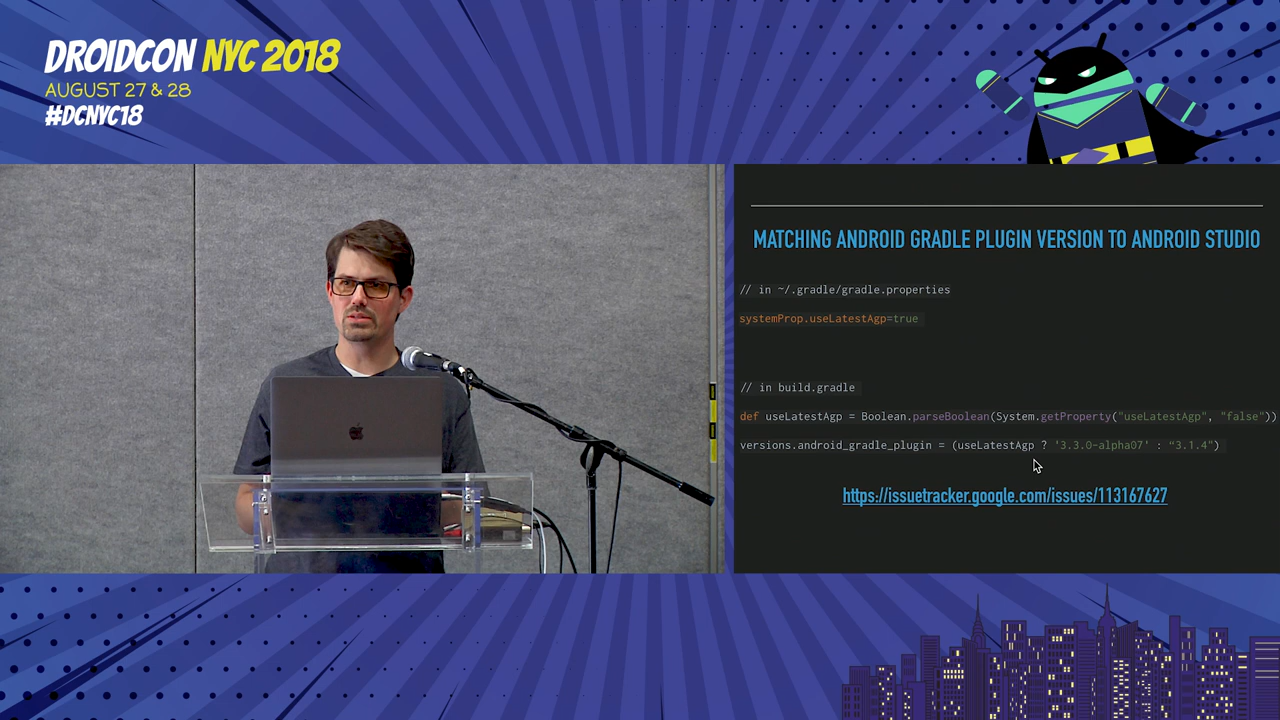 DROIDCON NYC 2018
AUGUST 27 & 28
#DCNYC18
MATCHING ANDROID GRADLE PLUGIN VERSION TO ANDROID STUDIO
// in ~/.gradle/gradle.properties
systemProp.useLatestAgp=true
// in build.gradle
def useLatestAgp = Boolean.parseBoolean(System.getProperty("useLatestAgp", "false"))
versions.android_gradle_plugin = (useLatestAgp ? '3.3.0-alpha07' : “3.1.4”)
https://issuetracker.google.com/issues/113167627